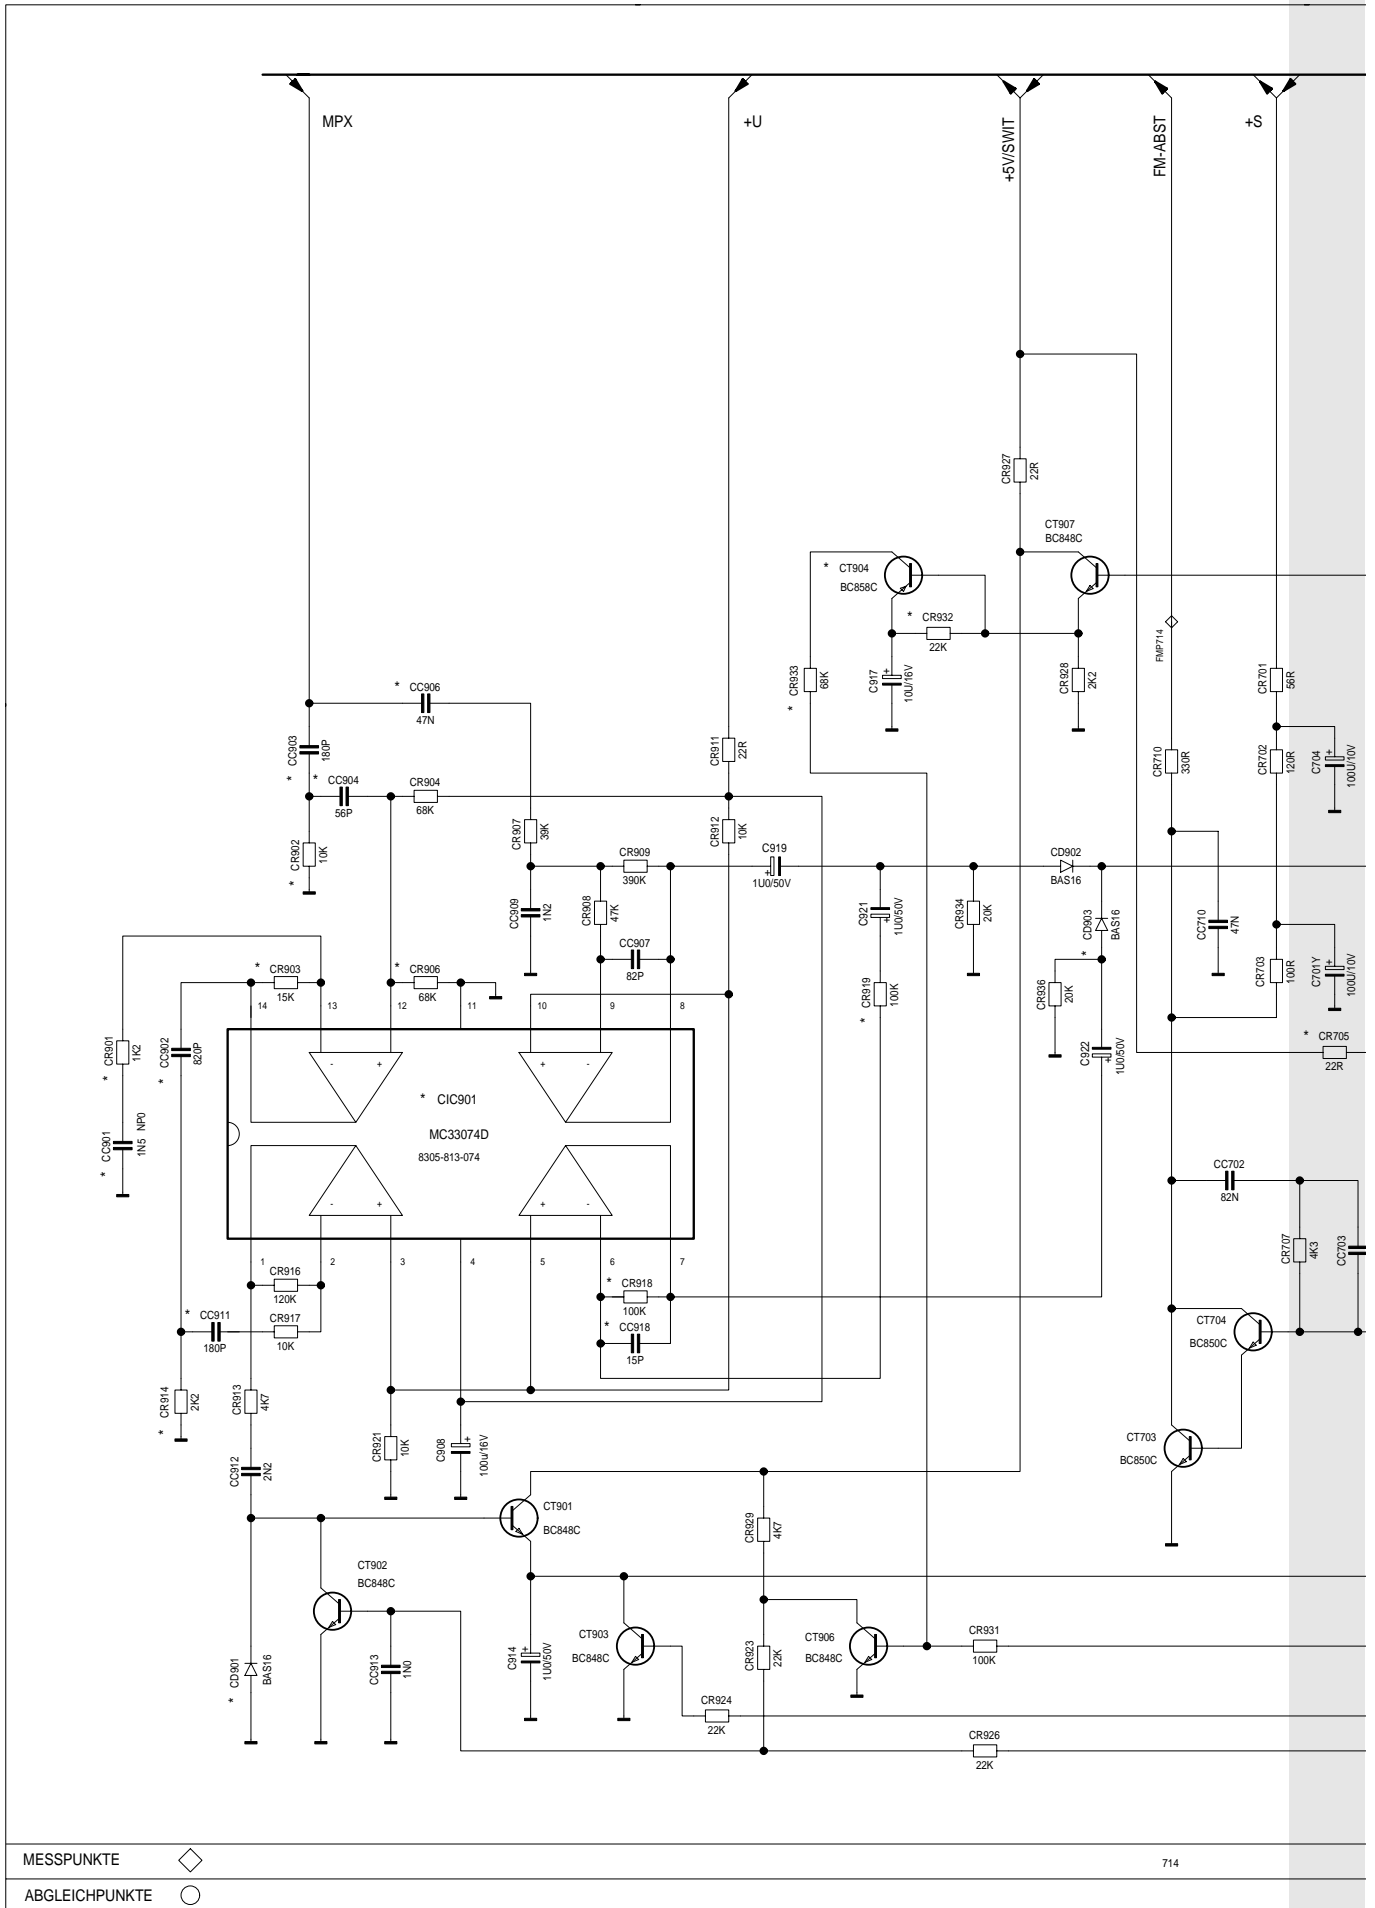 MPX
+U
+5V/SWIT
FM-ABST
+S
CR927
22R
CT907
BC848C
* CT904
BC858C
* CR932
22K
FMP714
CR933
68K
*
C917
+
10U/16V
CR928
2K2
CR701
56R
* CC906
47N
CC903
180P
*
CR911
22R
CR710
330R
CR702
120R
C704
+
100U/10V
* CC904
56P
CR904
68K
CR907
39K
CR912
10K
CR902
10K
*
CR909
390K
C919
+
1U0/50V
CD902
BAS16
CC909
1N2
CR908
47K
C921
+
1U0/50V
CR934
20K
CD903
BAS16
*
CC710
47N
CC907
82P
* CR903
15K
* CR906
68K
CR919
100K
*
CR936
20K
CR703
100R
C701Y
+
100U/10V
14 13 12 11 10 9 8
CR901
1K2
*
CC902
820P
*
- + + -
C922
+
1U0/50V
* CR705
22R
* CIC901
MC33074D
8305-813-074
CC901
1N5 NP0
*
CC702
82N
- + + -
CR707
4K3
CC703
1 2 3 4 5 6 7
CR916
120K
* CR918
100K
* CC911
180P
CR917
10K
* CC918
15P
CT704
BC850C
CR914
2K2
*
CR913
4K7
CR921
10K
C908
+
100u/16V
CT703
BC850C
CC912
2N2
CT901
BC848C
CR929
4K7
CT902
BC848C
CT903
BC848C
C914
+
1U0/50V
CR923
22K
CT906
BC848C
CR931
100K
CD901
BAS16
*
CC913
1N0
CR924
22K
CR926
22K
MESSPUNKTE
714
ABGLEICHPUNKTE